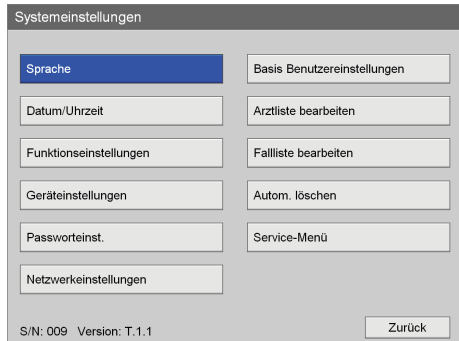 Systemeinstellungen
Sprache
Datum/Uhrzeit
Funktionseinstellungen
Geräteinstellungen
Passworteinst.
Netzwerkeinstellungen
Basis Benutzereinstellungen
Arztliste bearbeiten
Fallliste bearbeiten
Autom. löschen
Service-Menü
S/N: 009 Version: T.1.1
Zurück